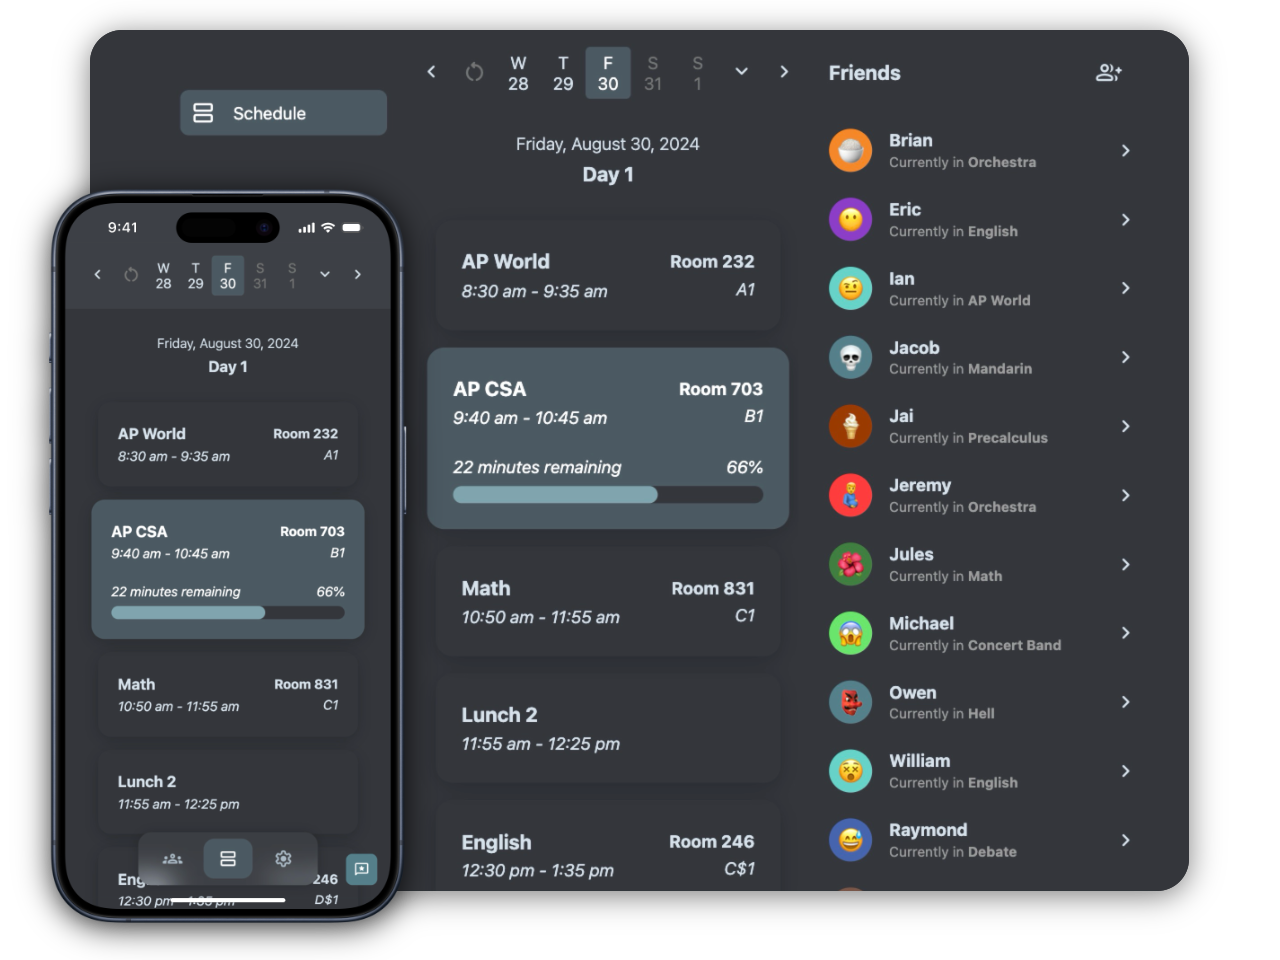 Schedule
W T F S S
28 29 30 31 1
Friday, August 30, 2024
Day 1
AP World Room 232
8:30 am - 9:35 am A1
AP CSA Room 703
9:40 am - 10:45 am B1
22 minutes remaining 66%
Math Room 831
10:50 am - 11:55 am C1
Lunch 2
11:55 am - 12:25 pm
English Room 246
12:30 pm - 1:35 pm C$1
Friends
Brian
Currently in Orchestra
Eric
Currently in English
Ian
Currently in AP World
Jacob
Currently in Mandarin
Jai
Currently in Precalculus
Jeremy
Currently in Orchestra
Jules
Currently in Math
Michael
Currently in Concert Band
Owen
Currently in Hell
William
Currently in English
Raymond
Currently in Debate
9:41
W T F S S
28 29 30 31 1
Friday, August 30, 2024
Day 1
AP World Room 232
8:30 am - 9:35 am A1
AP CSA Room 703
9:40 am - 10:45 am B1
22 minutes remaining 66%
Math Room 831
10:50 am - 11:55 am C1
Lunch 2
11:55 am - 12:25 pm
246
12:30 pm - 1:35 pm D$1